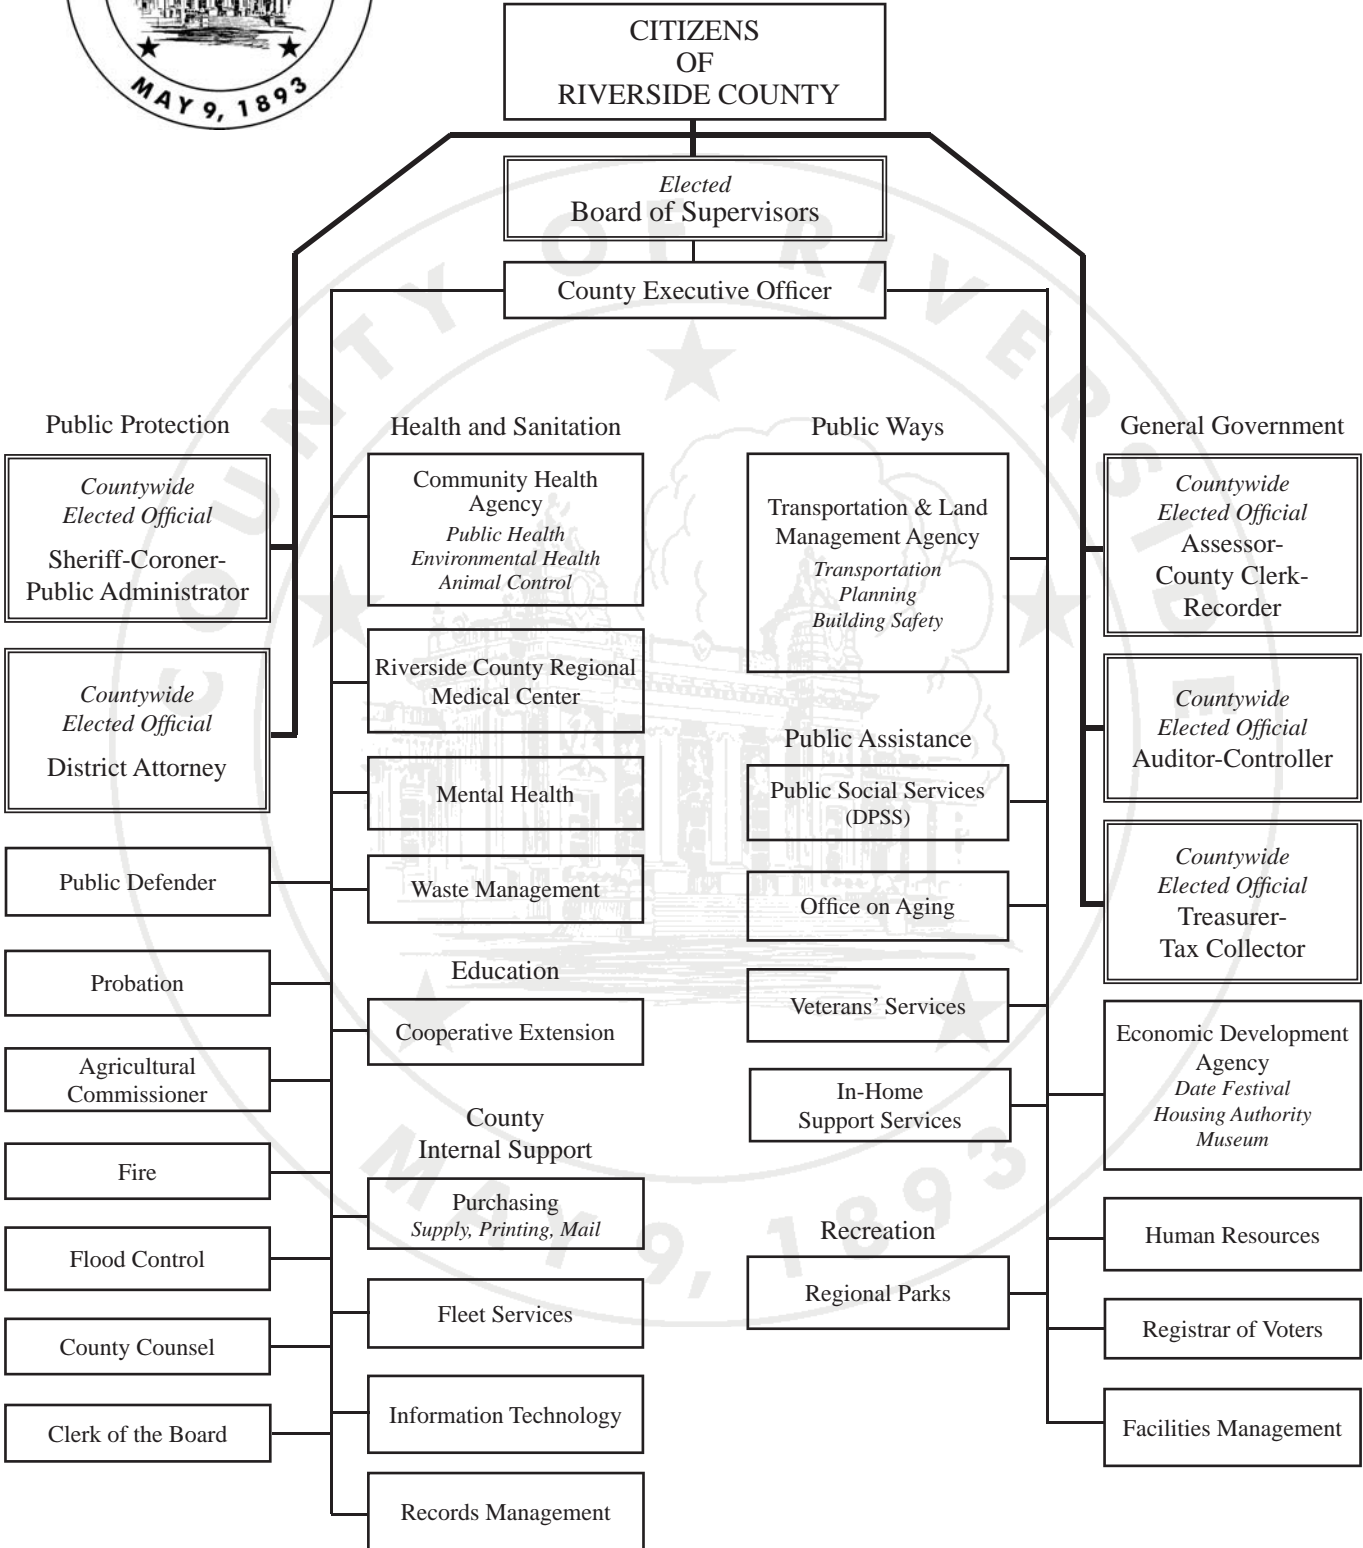 MAY 9, 1893
CITIZENS
OF
RIVERSIDE COUNTY
Elected
Board of Supervisors
County Executive Officer
COUNTY OF RIVERSIDE
MAY 9, 1893
Public Protection
Countywide
Elected Official
Sheriff-Coroner-
Public Administrator
Countywide
Elected Official
District Attorney
Public Defender
Probation
Agricultural
Commissioner
Fire
Flood Control
County Counsel
Clerk of the Board
Health and Sanitation
Community Health
Agency
Public Health
Environmental Health
Animal Control
Riverside County Regional
Medical Center
Mental Health
Waste Management
Education
Cooperative Extension
County
Internal Support
Purchasing
Supply, Printing, Mail
Fleet Services
Information Technology
Records Management
Public Ways
Transportation & Land
Management Agency
Transportation
Planning
Building Safety
Public Assistance
Public Social Services
(DPSS)
Office on Aging
Veterans’ Services
In-Home
Support Services
Recreation
Regional Parks
General Government
Countywide
Elected Official
Assessor-
County Clerk-
Recorder
Countywide
Elected Official
Auditor-Controller
Countywide
Elected Official
Treasurer-
Tax Collector
Economic Development
Agency
Date Festival
Housing Authority
Museum
Human Resources
Registrar of Voters
Facilities Management